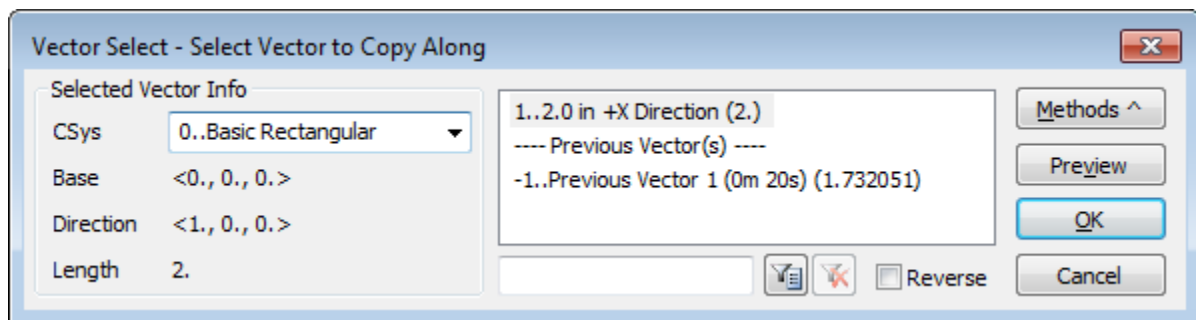 Vector Select - Select Vector to Copy Along
Selected Vector Info
CSys 0..Basic Rectangular
Base <0., 0., 0.>
Direction <1., 0., 0.>
Length 2.
1..2.0 in +X Direction (2.)
---- Previous Vector(s) ----
-1..Previous Vector 1 (0m 20s) (1.732051)
Reverse
Methods ^
Preview
OK
Cancel